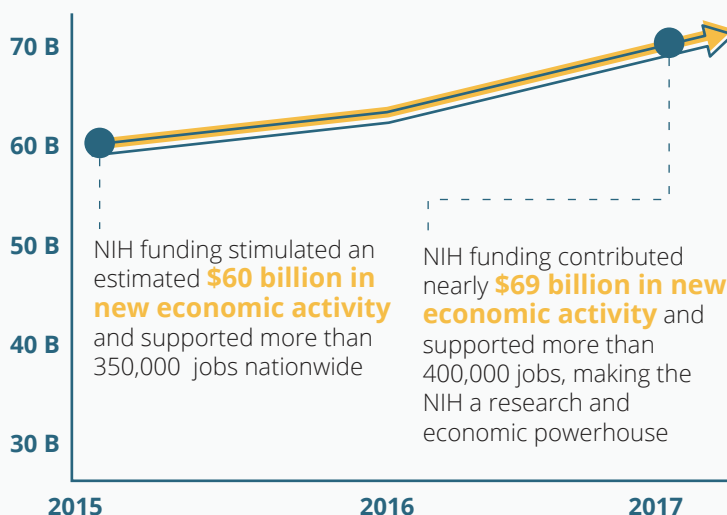 70 B
60 B
50 B
40 B
30 B
NIH funding stimulated an
estimated $60 billion in
new economic activity
and supported more than
350,000 jobs nationwide
NIH funding contributed
nearly $69 billion in new
economic activity and
supported more than
400,000 jobs, making the
NIH a research and
economic powerhouse
2015
2016
2017